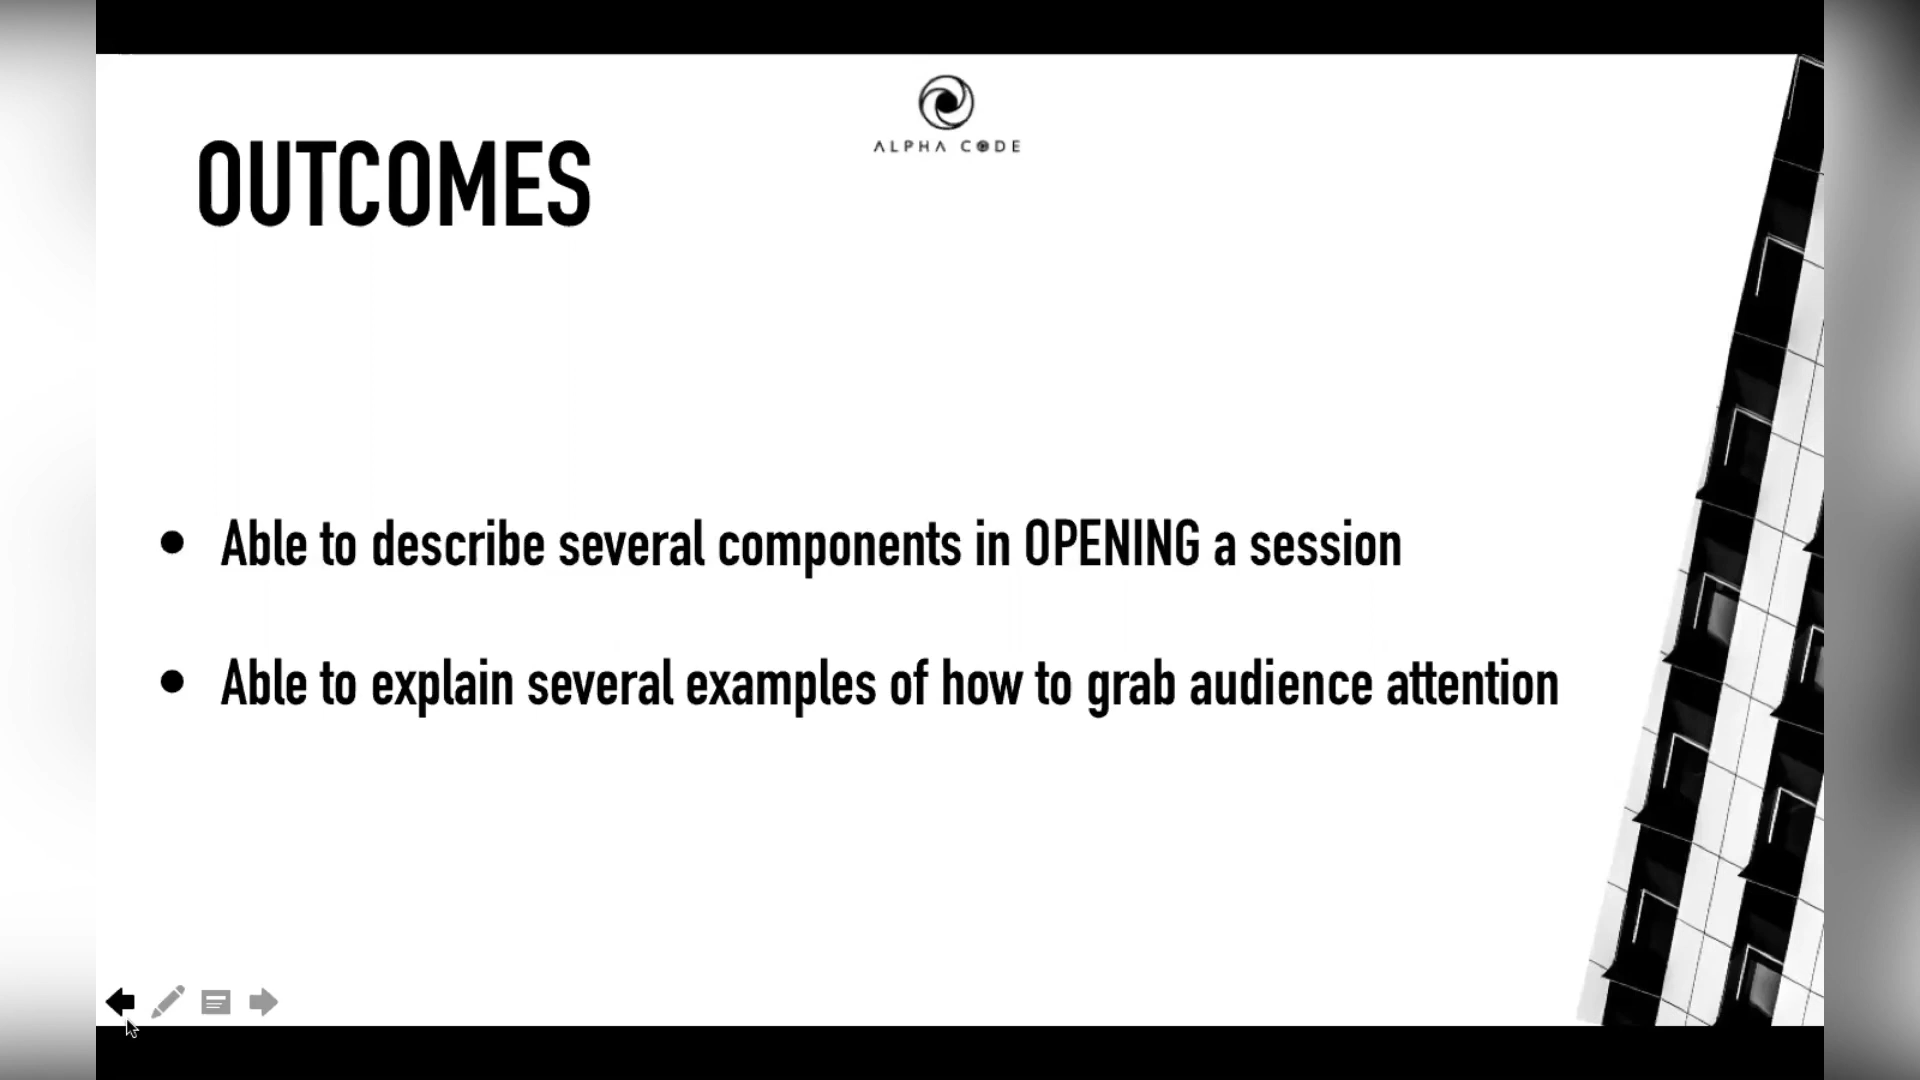 ALPHA CODE
OUTCOMES
• Able to describe several components in OPENING a session
• Able to explain several examples of how to grab audience attention